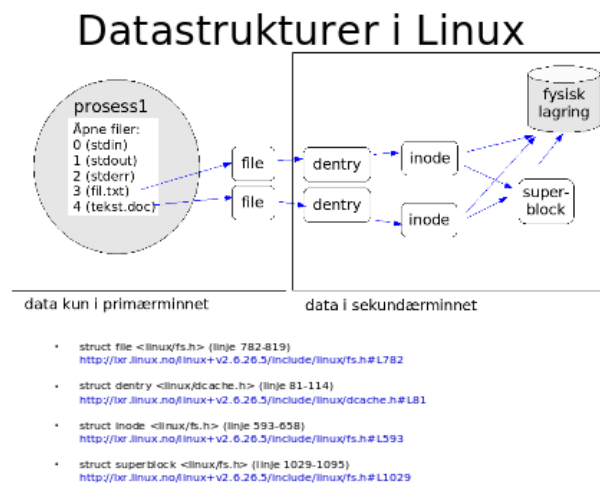 Datastrukturer i Linux
prosess1
Åpne filer:
0 (stdin)
1 (stdout)
2 (stderr)
3 (fil.txt)
4 (tekst.doc)
file
file
dentry
dentry
inode
inode
fysisk
lagring
super-
block
data kun i primærminnet
data i sekundærminnet
• struct file <linux/fs.h> (linje 782-819)
http://lxr.linux.no/linux+v2.6.26.5/include/linux/fs.h#L782
• struct dentry <linux/dcache.h> (linje 81-114)
http://lxr.linux.no/linux+v2.6.26.5/include/linux/dcache.h#L81
• struct inode <linux/fs.h> (linje 593-658)
http://lxr.linux.no/linux+v2.6.26.5/include/linux/fs.h#L593
• struct superblock <linux/fs.h> (linje 1029-1095)
http://lxr.linux.no/linux+v2.6.26.5/include/linux/fs.h#L1029